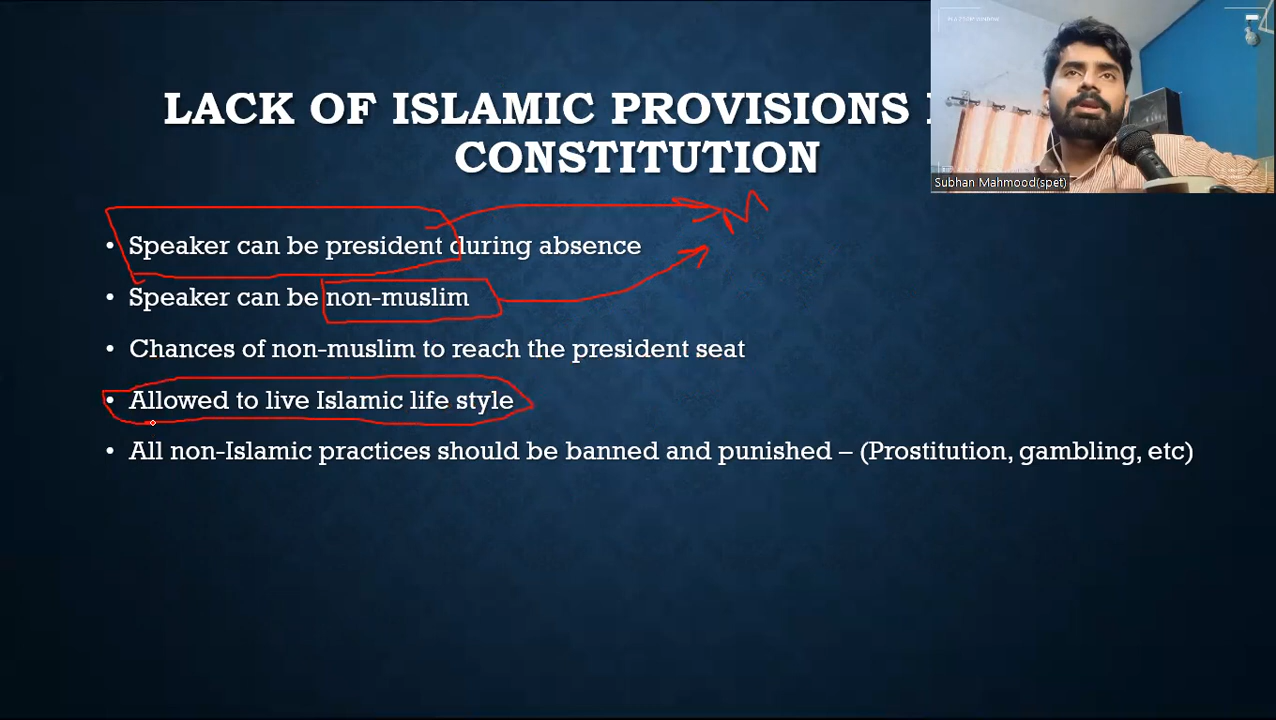 LACK OF ISLAMIC PROVISIONS
CONSTITUTION
Subhan Mahmood(spet)
• Speaker can be president during absence
M
• Speaker can be non-muslim
• Chances of non-muslim to reach the president seat
• Allowed to live Islamic life style
• All non-Islamic practices should be banned and punished – (Prostitution, gambling, etc)